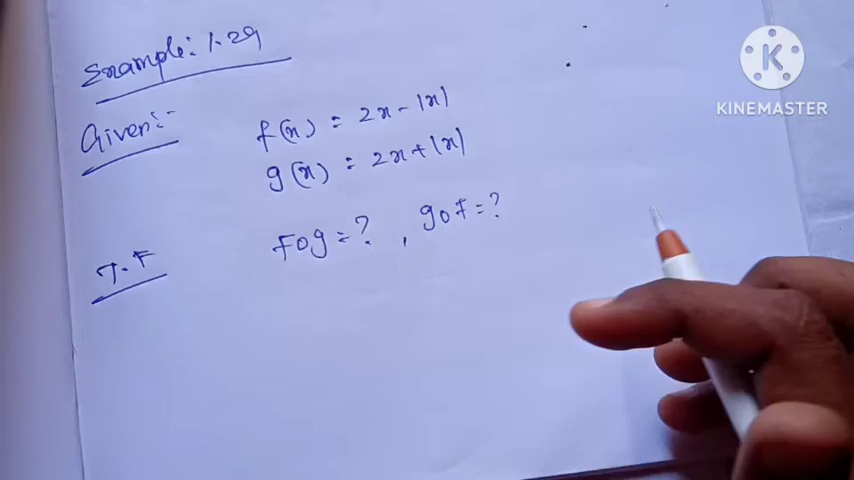 Example: 1.29
Given:-
f(x) = 2x - |x|
g(x) = 2x + |x|
T.F
fog = ? , gof = ?
KINEMASTER